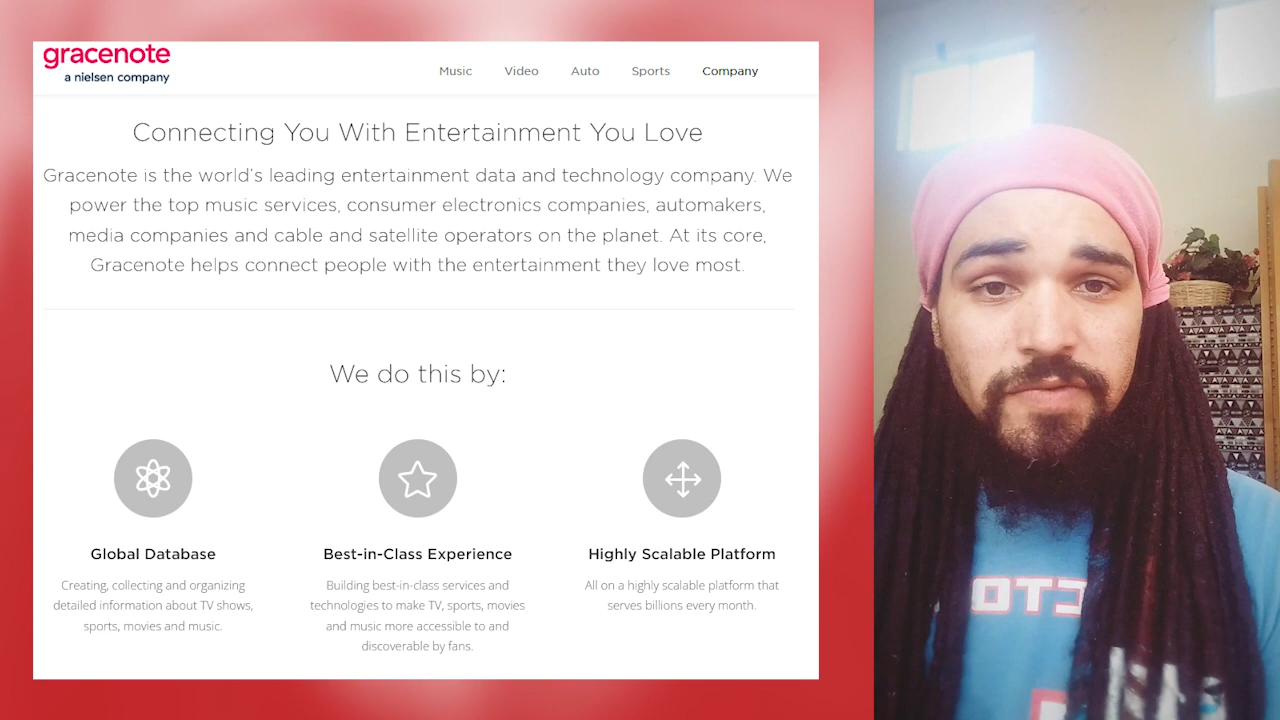 gracenote
a nielsen company
Music Video Auto Sports Company
Connecting You With Entertainment You Love
Gracenote is the world's leading entertainment data and technology company. We
power the top music services, consumer electronics companies, automakers,
media companies and cable and satellite operators on the planet. At its core,
Gracenote helps connect people with the entertainment they love most.
We do this by:
Global Database
Creating, collecting and organizing
detailed information about TV shows,
sports, movies and music.
Best-in-Class Experience
Building best-in-class services and
technologies to make TV, sports, movies
and music more accessible to and
discoverable by fans.
Highly Scalable Platform
All on a highly scalable platform that
serves billions every month.